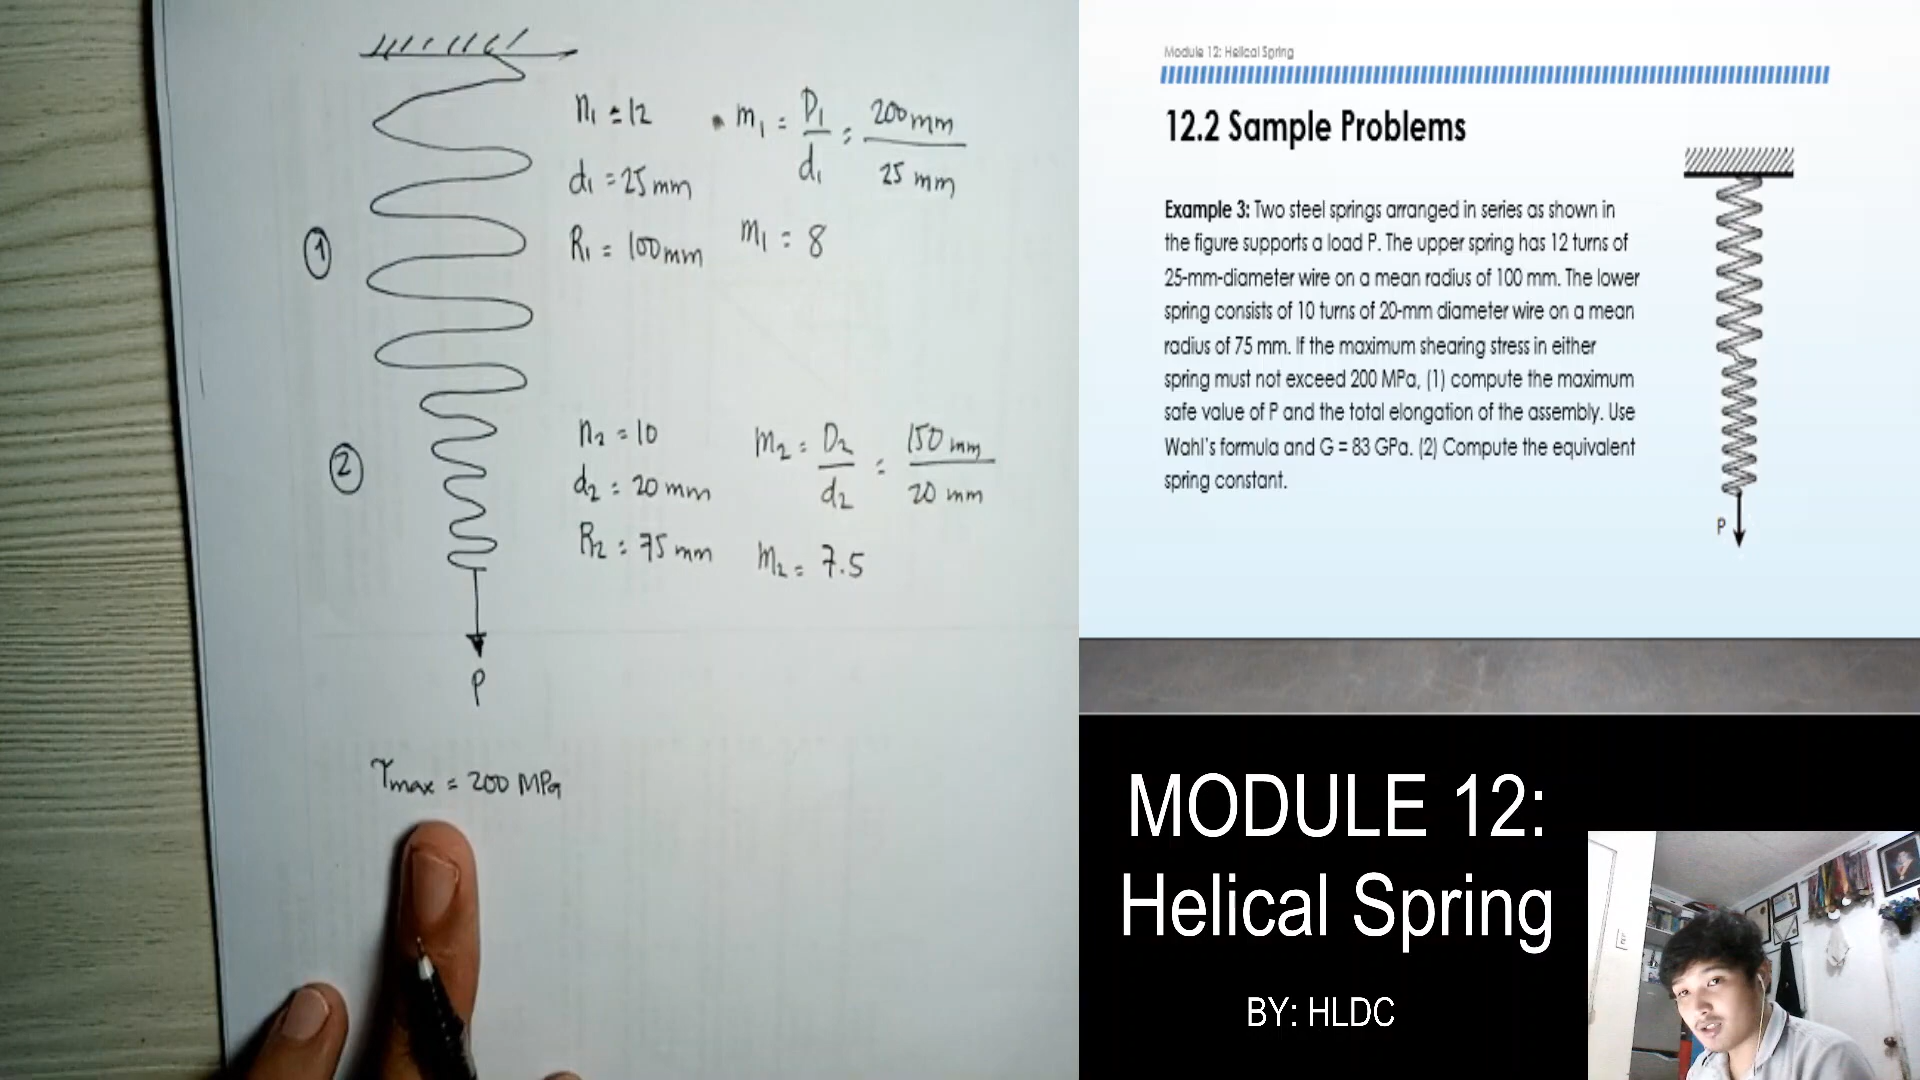 n₁ = 12
d₁ = 25 mm
R₁ = 100 mm
m₁ = D₁/d₁ = 200 mm/25 mm
m₁ = 8
1
n₂ = 10
d₂ = 20 mm
R₂ = 75 mm
m₂ = D₂/d₂ = 150 mm/20 mm
m₂ = 7.5
2
P
τmax = 200 MPa
Module 12: Helical Spring
12.2 Sample Problems
Example 3: Two steel springs arranged in series as shown in
the figure supports a load P. The upper spring has 12 turns of
25-mm-diameter wire on a mean radius of 100 mm. The lower
spring consists of 10 turns of 20-mm diameter wire on a mean
radius of 75 mm. If the maximum shearing stress in either
spring must not exceed 200 MPa, (1) compute the maximum
safe value of P and the total elongation of the assembly. Use
Wahl's formula and G = 83 GPa. (2) Compute the equivalent
spring constant.
P
MODULE 12:
Helical Spring
BY: HLDC